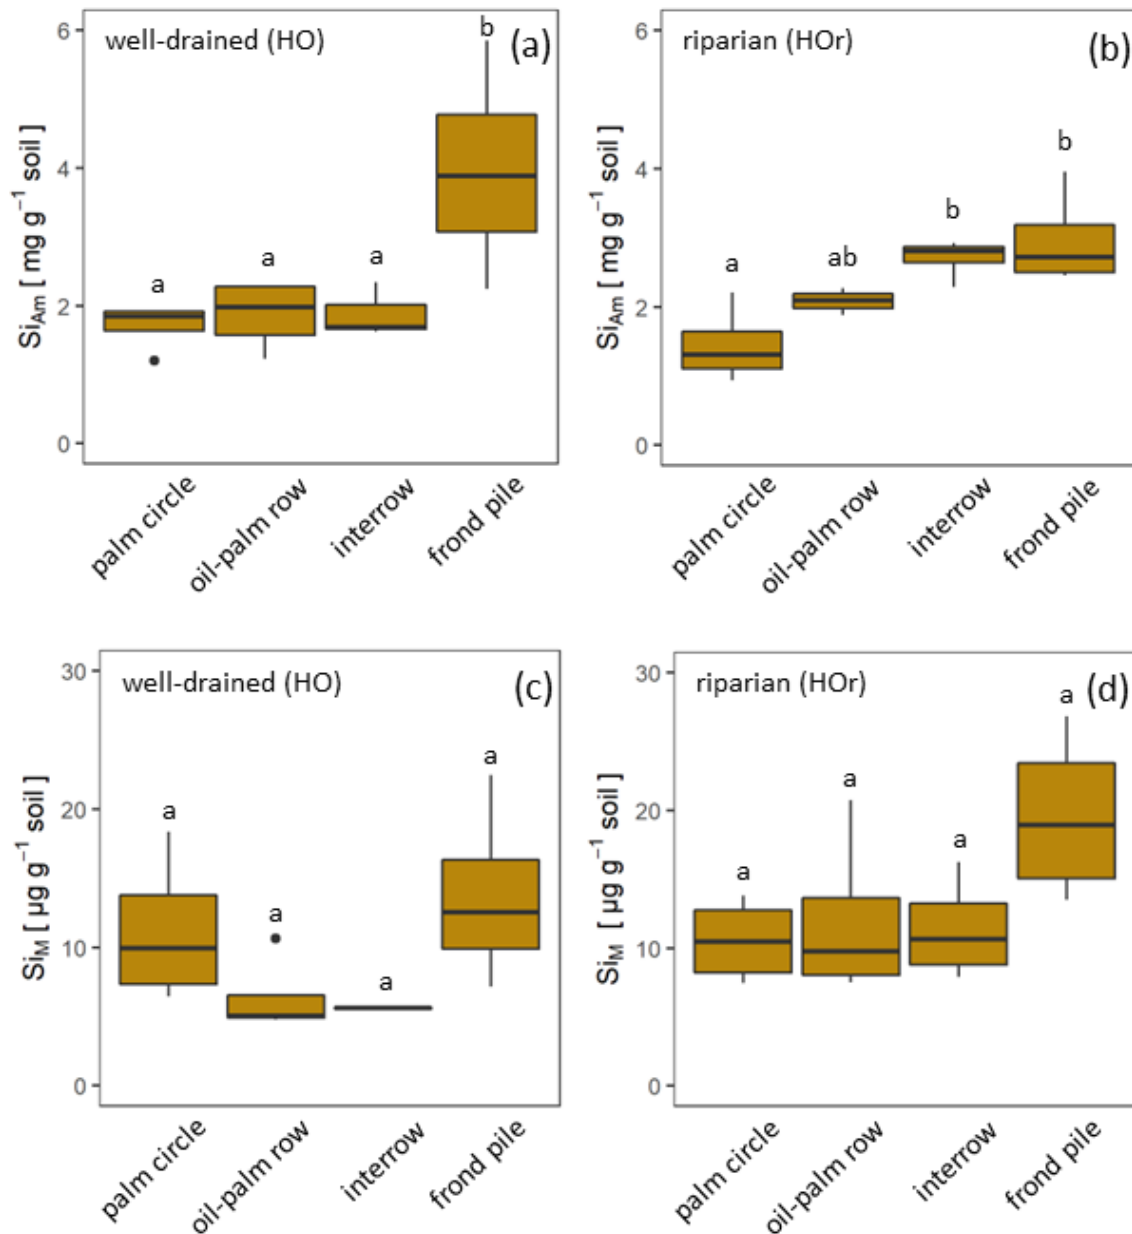 well-drained (HO) (a)
Si_Am [ mg g⁻¹ soil ]
6
4
2
0
a
a
a
b
palm circle
oil-palm row
interrow
frond pile
riparian (HOr) (b)
Si_Am [ mg g⁻¹ soil ]
6
4
2
0
a
ab
b
b
palm circle
oil-palm row
interrow
frond pile
well-drained (HO) (c)
Si_M [ µg g⁻¹ soil ]
30
20
10
0
a
a
a
a
palm circle
oil-palm row
interrow
frond pile
riparian (HOr) (d)
Si_M [ µg g⁻¹ soil ]
30
20
10
0
a
a
a
a
palm circle
oil-palm row
interrow
frond pile